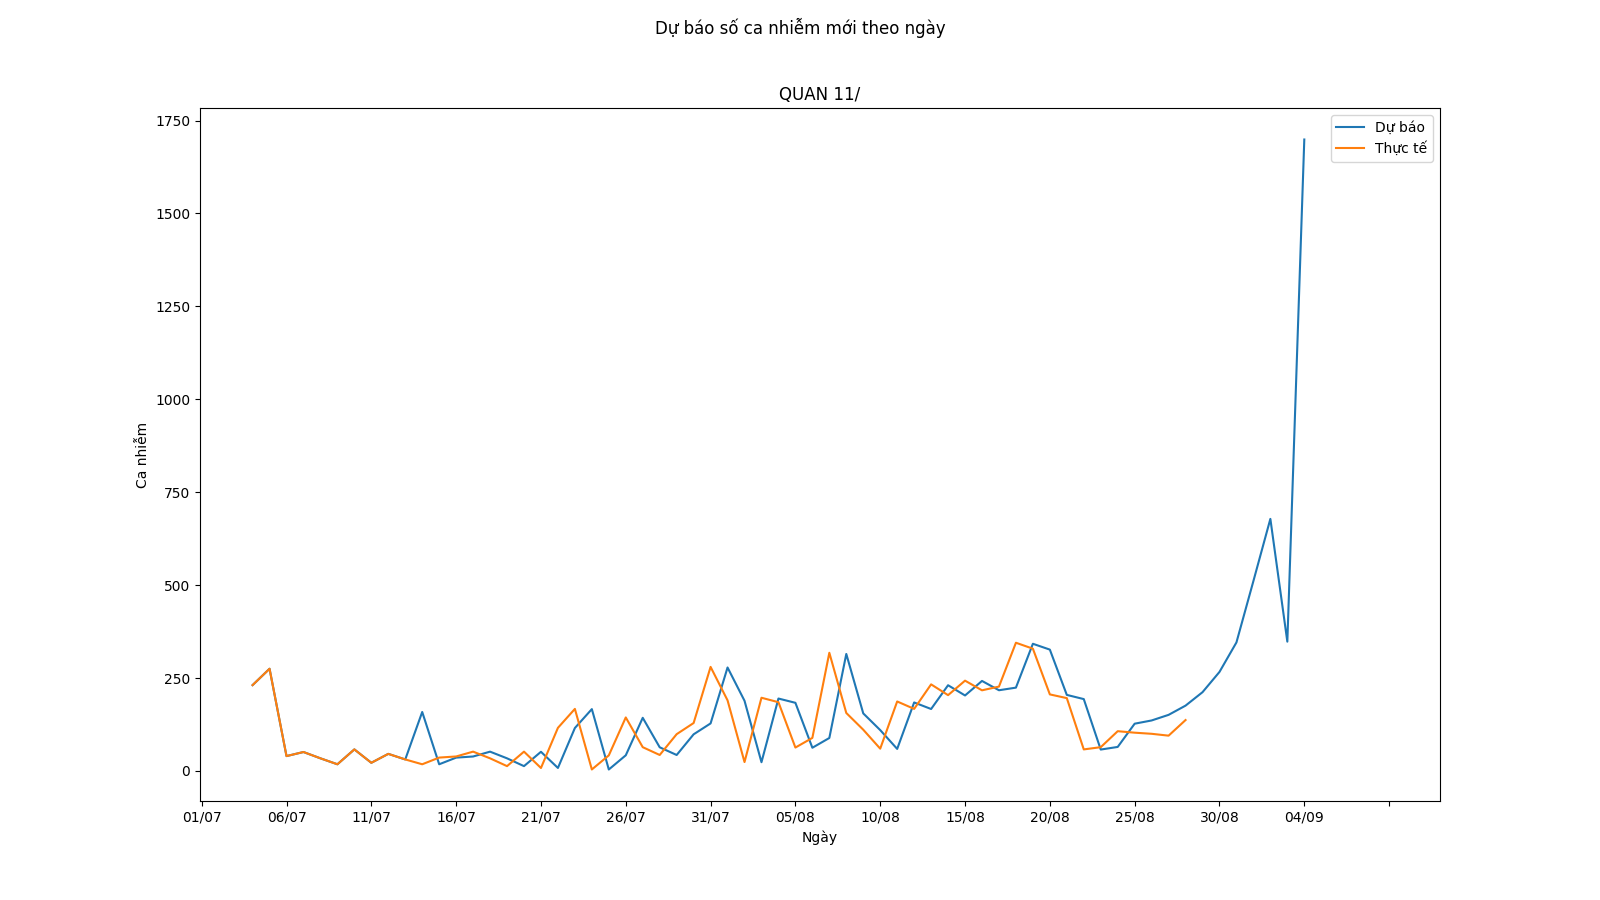 Dự báo số ca nhiễm mới theo ngày
QUAN 11/
Dự báo
Thực tế
1750
1500
1250
1000
750
500
250
0
Ca nhiễm
01/07 06/07 11/07 16/07 21/07 26/07 31/07 05/08 10/08 15/08 20/08 25/08 30/08 04/09
Ngày